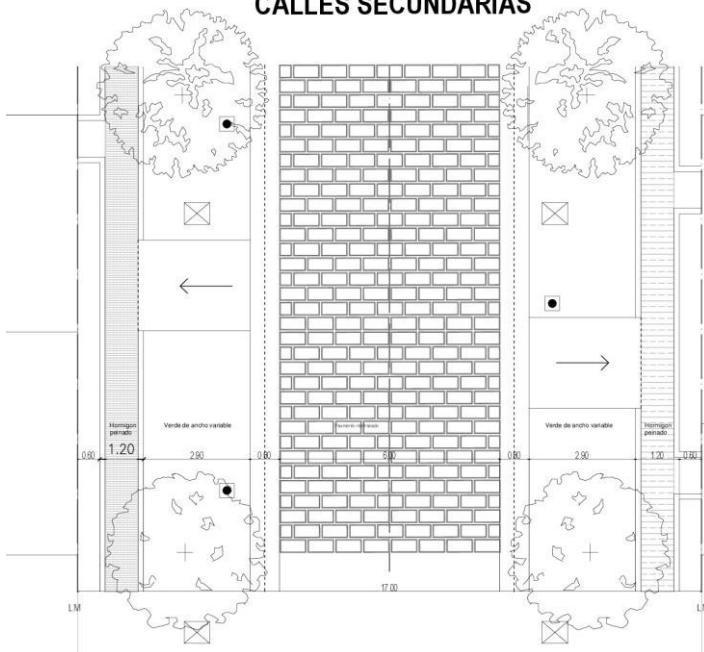 CALLES SECUNDARIAS
Hormigon
peinado
Verde de ancho variable
Verde de ancho variable
Hormigon
peinado
0.60
1.20
2.90
0.80
6.00
0.80
2.90
1.20
0.60
17.00
L.M